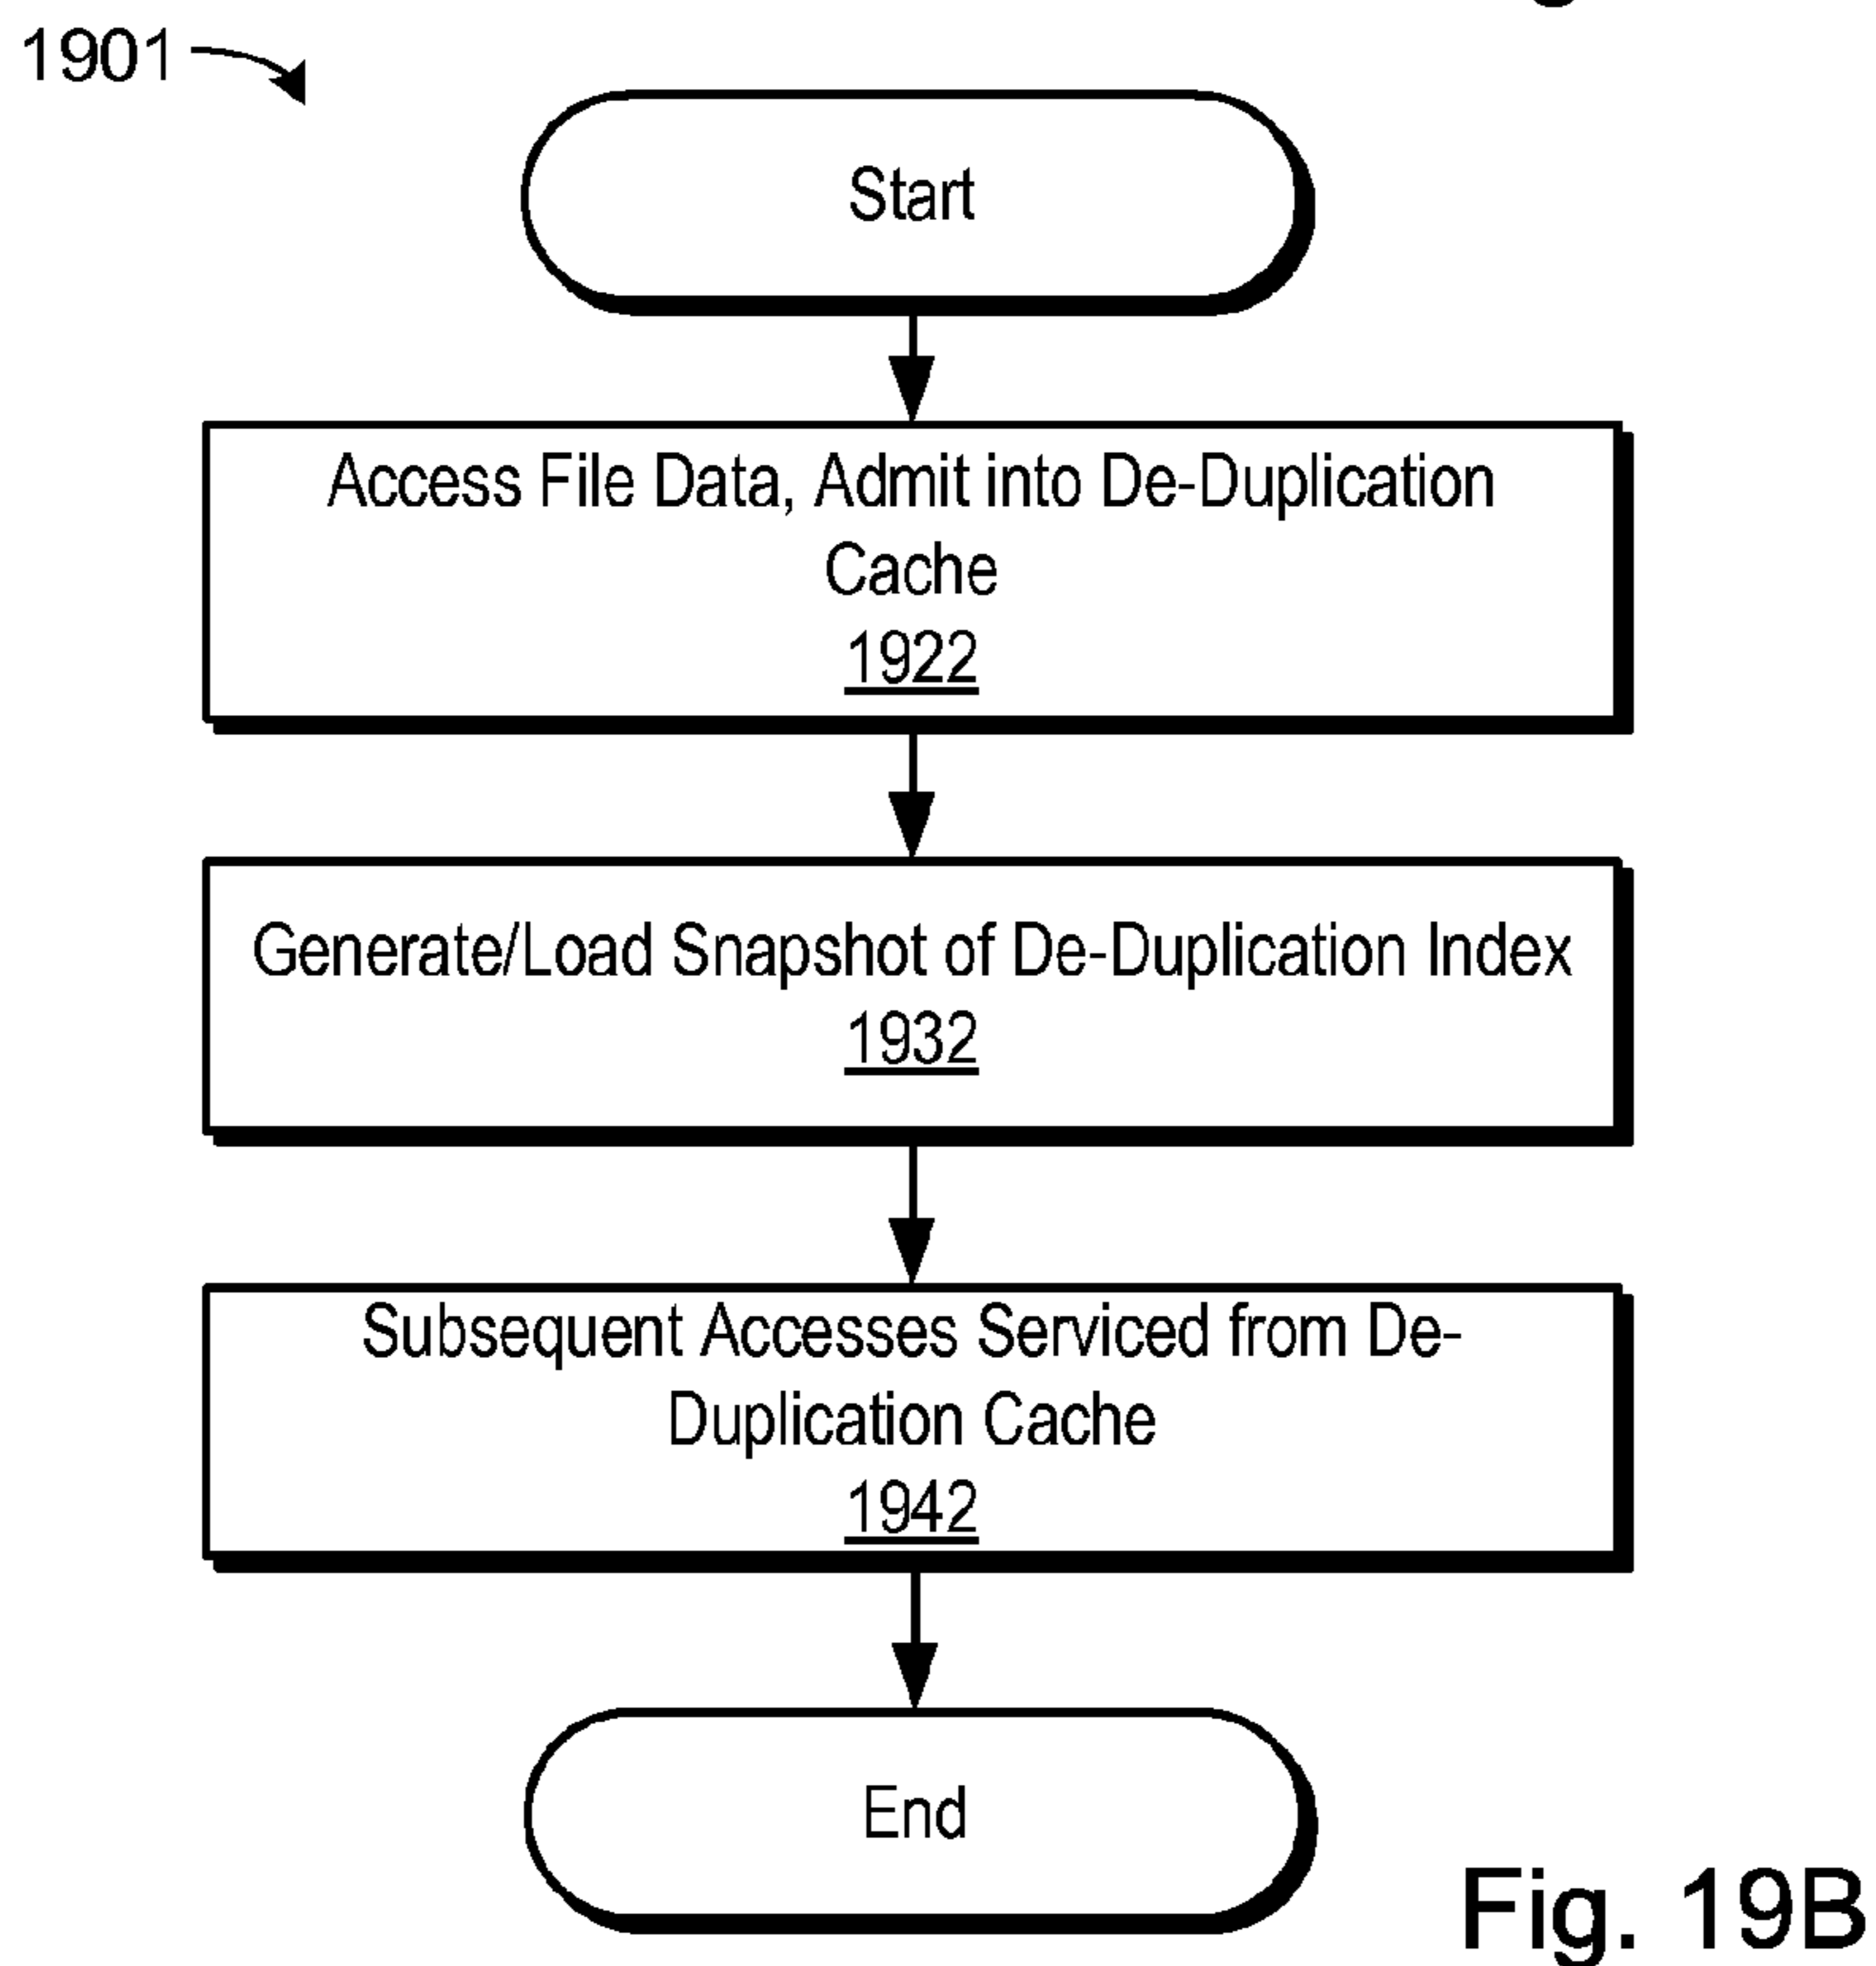 1901
Start
Access File Data, Admit into De-Duplication
Cache
1922
Generate/Load Snapshot of De-Duplication Index
1932
Subsequent Accesses Serviced from De-
Duplication Cache
1942
End
Fig. 19B